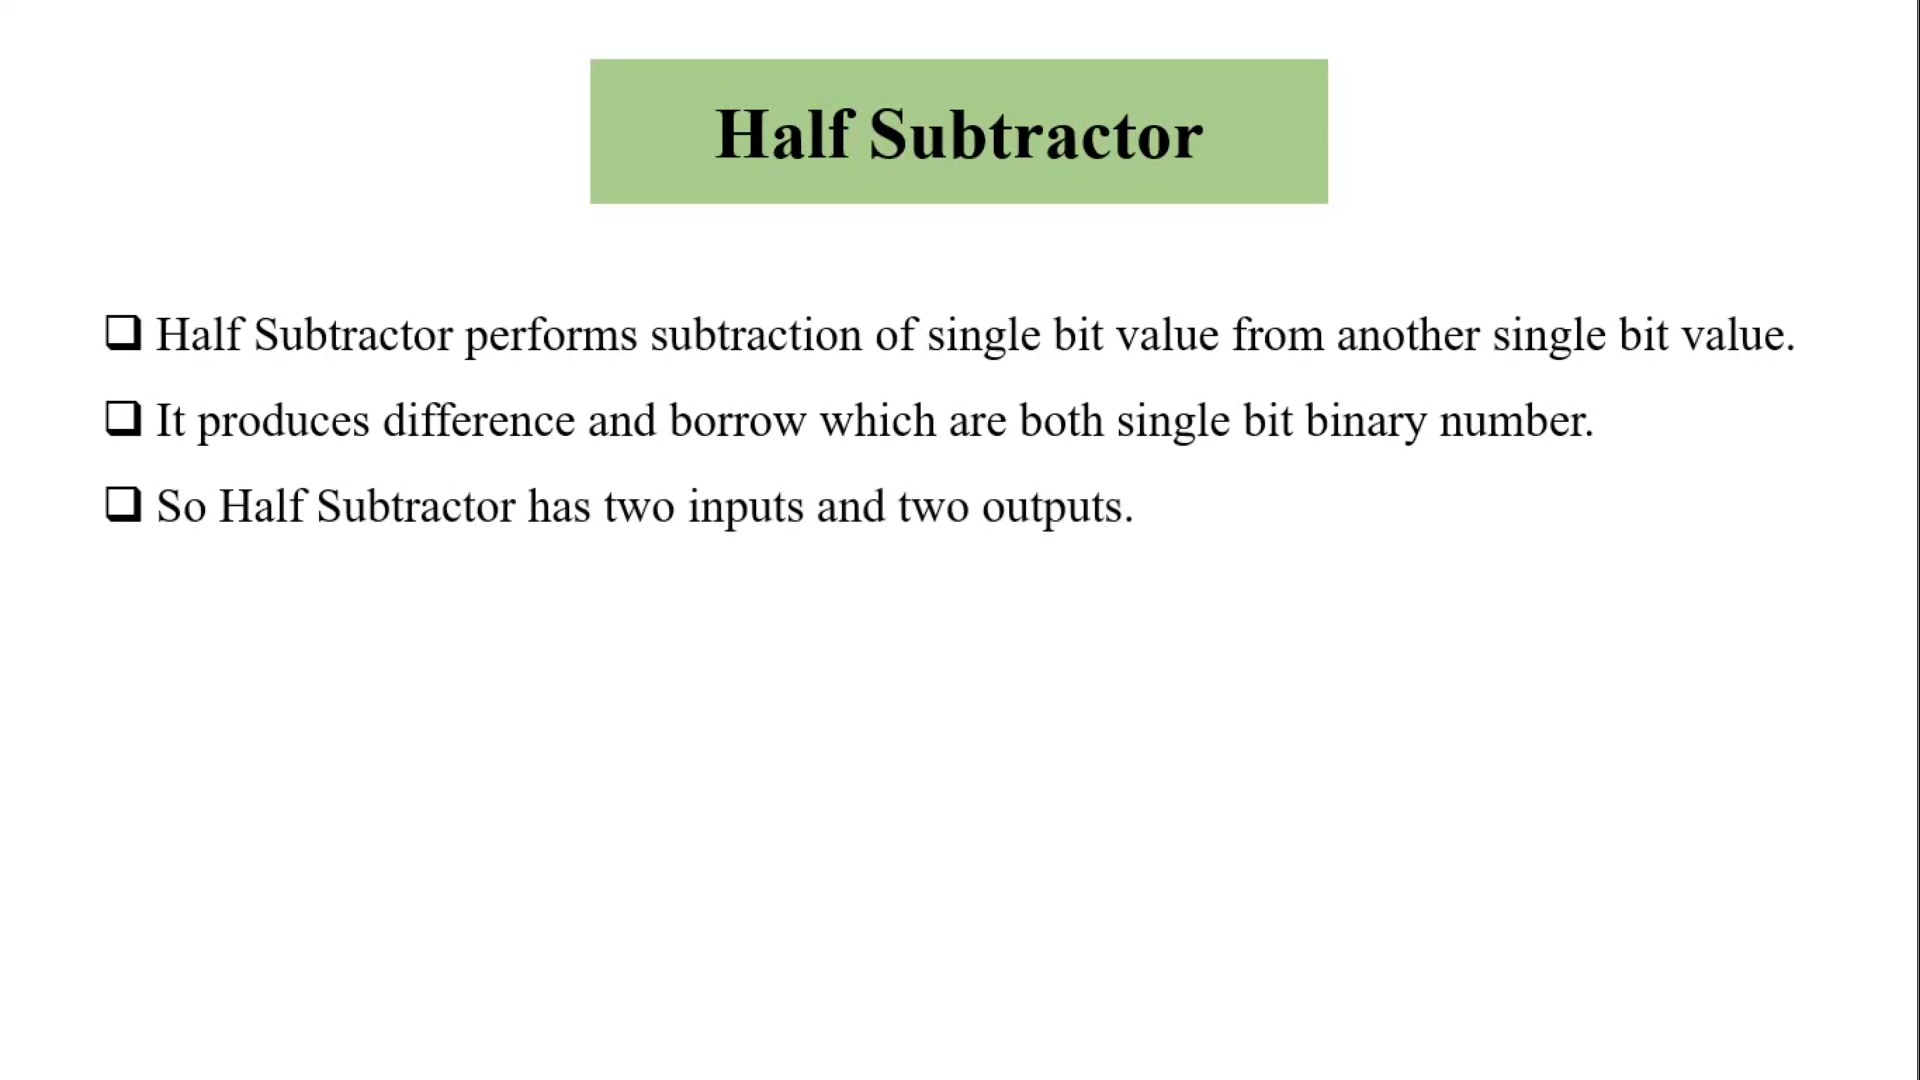 Half Subtractor
❑ Half Subtractor performs subtraction of single bit value from another single bit value.
❑ It produces difference and borrow which are both single bit binary number.
❑ So Half Subtractor has two inputs and two outputs.